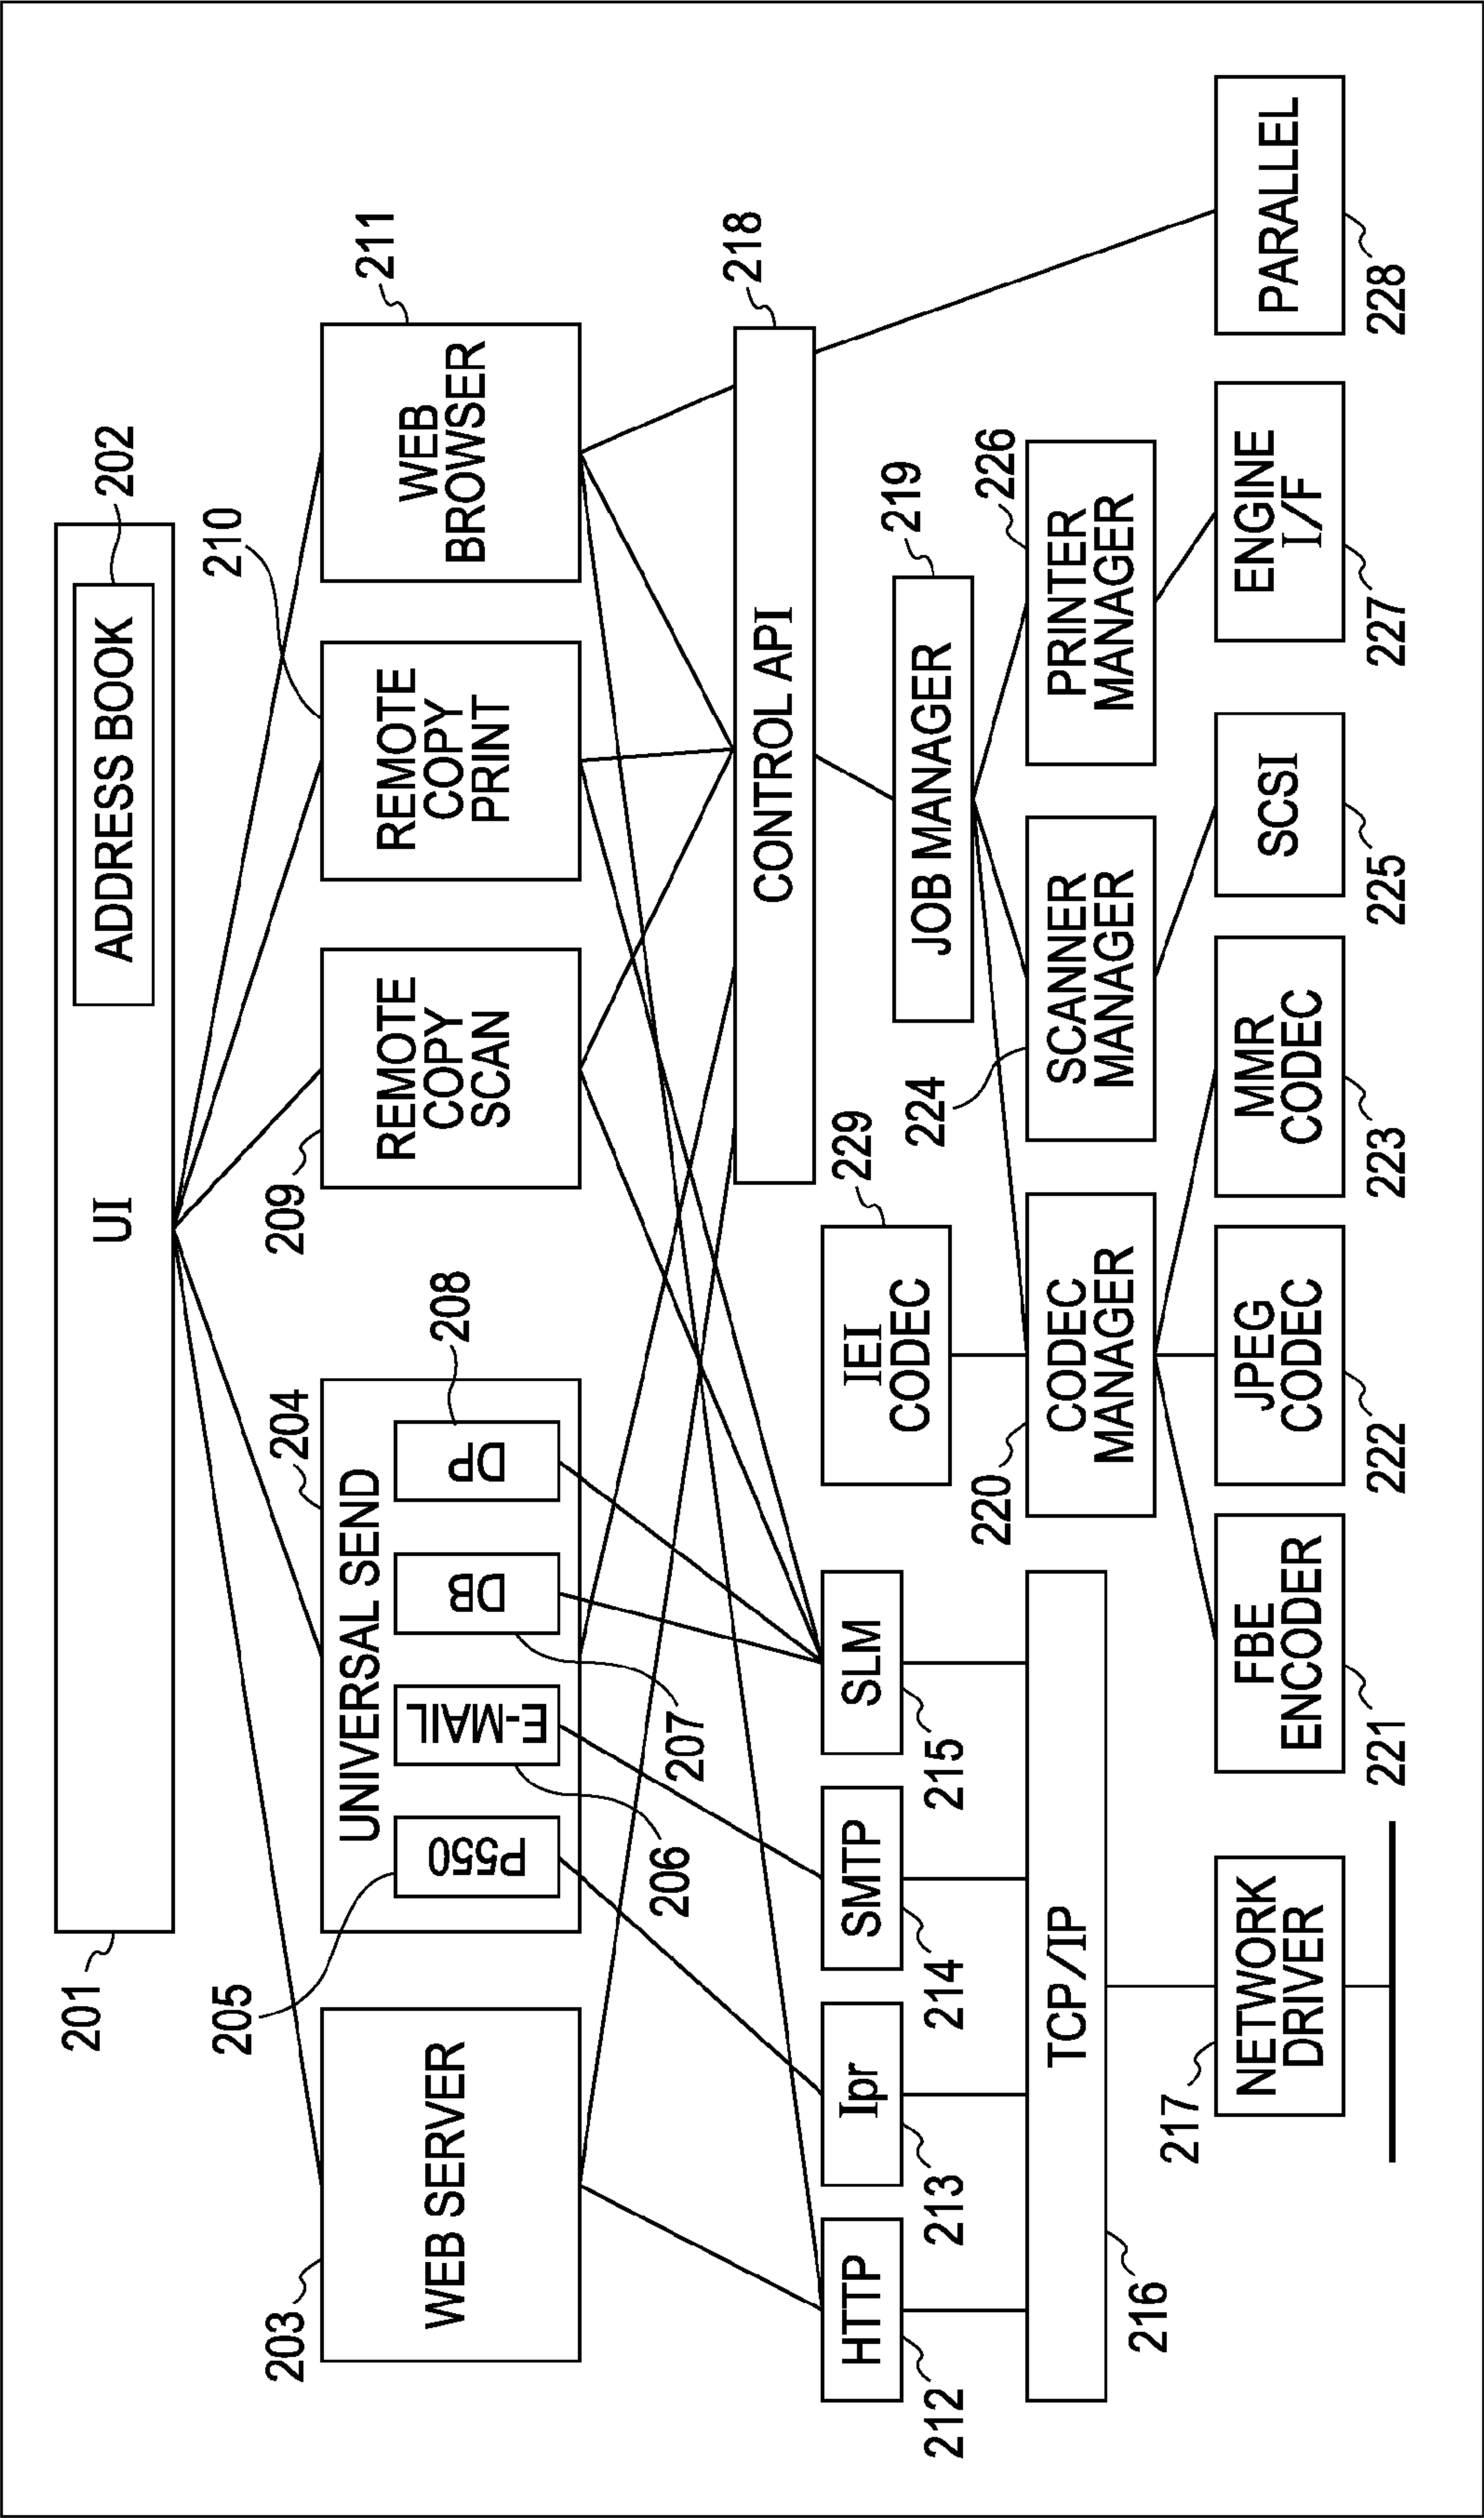 201
UI
ADDRESS BOOK
202
203
WEB SERVER
204
UNIVERSAL SEND
205
P550
206
E-MAIL
207
DB
208
DP
209
REMOTE
COPY
SCAN
210
REMOTE
COPY
PRINT
211
WEB
BROWSER
218
CONTROL API
212
HTTP
213
Ipr
214
SMTP
215
SLM
229
IEI
CODEC
219
JOB MANAGER
216
TCP/IP
220
CODEC
MANAGER
224
SCANNER
MANAGER
226
PRINTER
MANAGER
217
NETWORK
DRIVER
221
FBE
ENCODER
222
JPEG
CODEC
223
MMR
CODEC
225
SCSI
227
ENGINE
I/F
228
PARALLEL